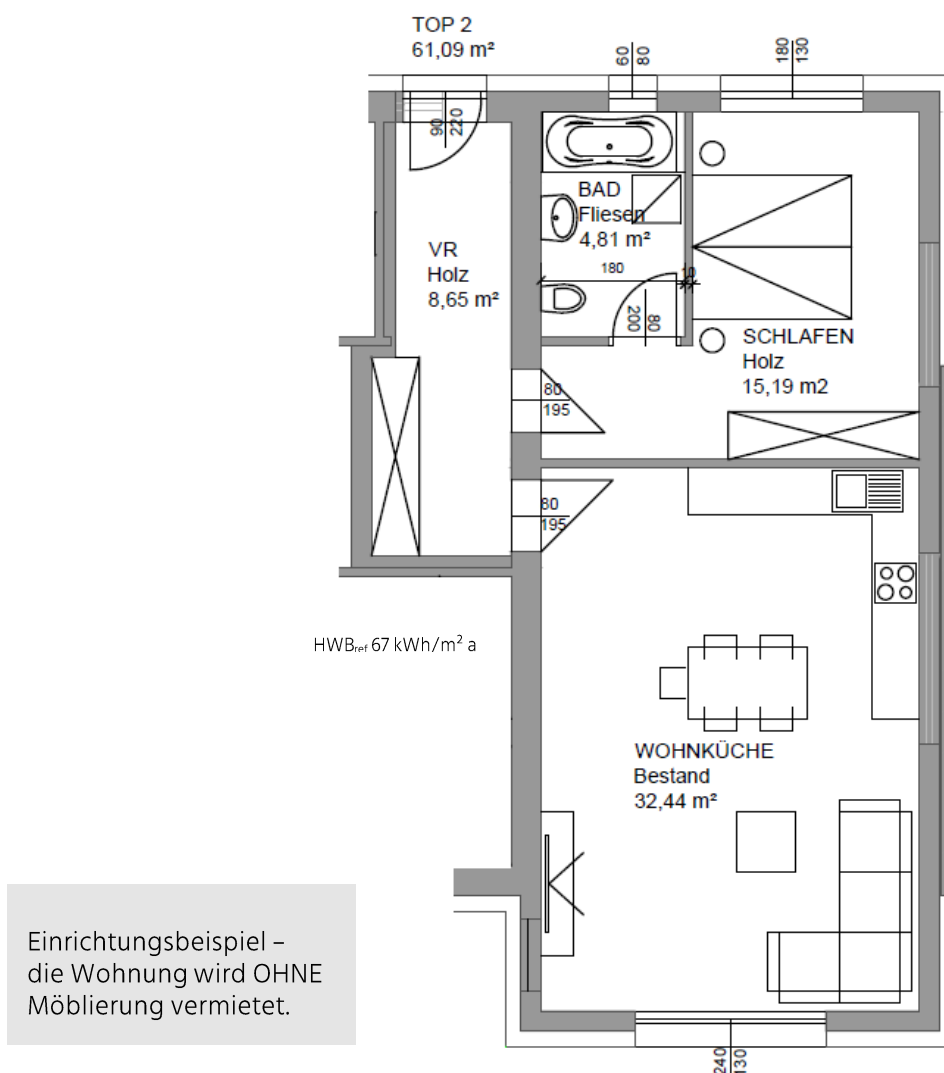 TOP 2
61,09 m²
60
80
180
130
90
220
BAD
Fliesen
4,81 m²
VR
Holz
8,65 m²
180
10
80
200
SCHLAFEN
Holz
15,19 m2
80
195
80
195
HWBref 67 kWh/m² a
WOHNKÜCHE
Bestand
32,44 m²
Einrichtungsbeispiel –
die Wohnung wird OHNE
Möblierung vermietet.
240
130